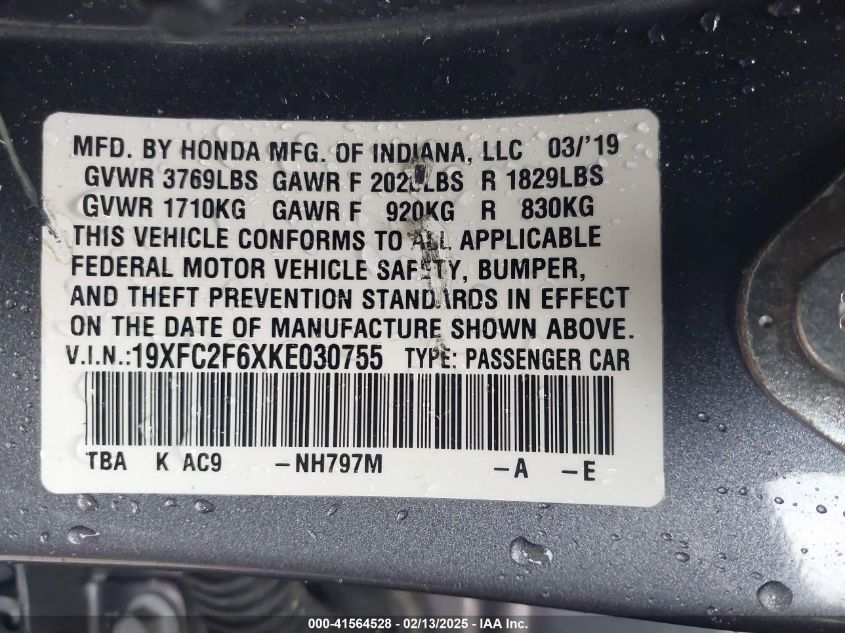 MFD. BY HONDA MFG. OF INDIANA, LLC 03/'19
GVWR 3769LBS GAWR F LBS R 1829LBS
GVWR 1710KG GAWR F 920KG R 830KG
THIS VEHICLE CONFORMS TO ALL APPLICABLE
FEDERAL MOTOR VEHICLE SAFETY, BUMPER,
AND THEFT PREVENTION STANDARDS IN EFFECT
ON THE DATE OF MANUFACTURE SHOWN ABOVE.
V.I.N.:19XFC2F6XKE030755 TYPE: PASSENGER CAR
TBA K AC9 -NH797M -A -E
000-41564528 - 02/13/2025 - IAAI Inc.